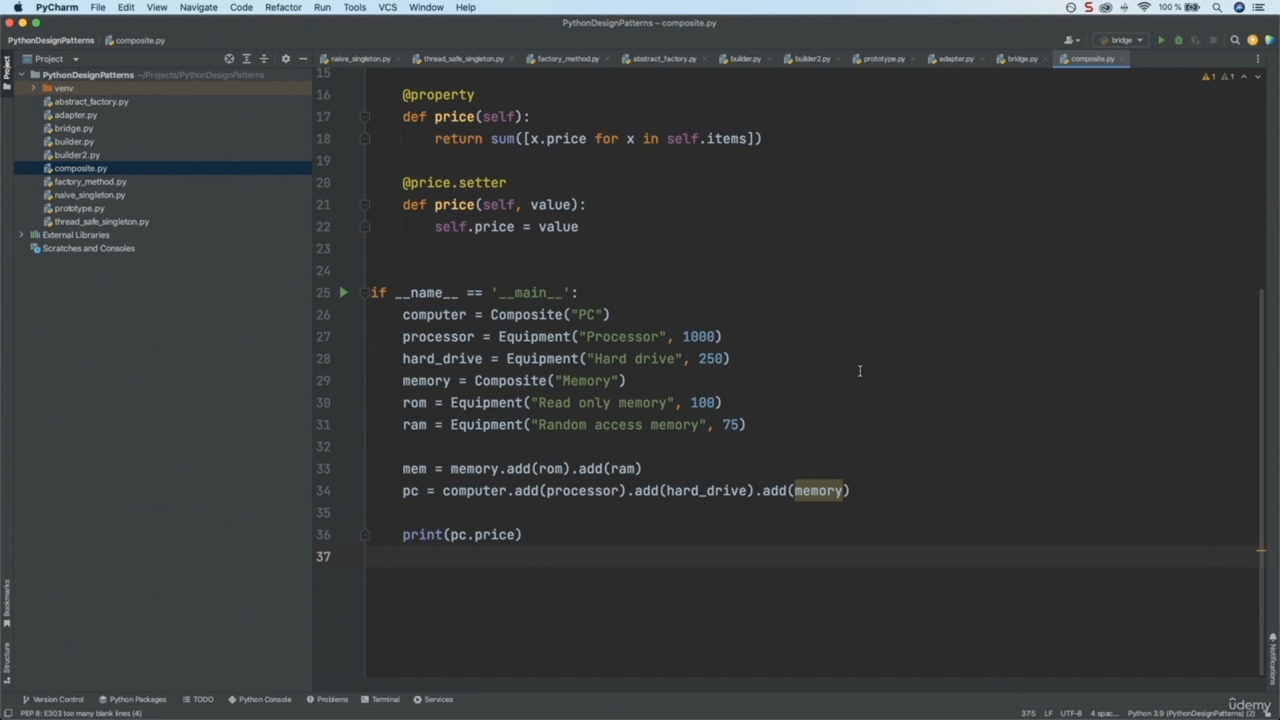 PyCharm File Edit View Navigate Code Refactor Run Tools VCS Window Help 100 %
PythonDesignPatterns – composite.py
PythonDesignPatterns composite.py bridge
Project naive_singleton.py thread_safe_singleton.py factory_method.py abstract_factory.py builder.py builder2.py prototype.py adapter.py bridge.py composite.py
Project
PythonDesignPatterns ~/Projects/PythonDesignPatterns
venv
abstract_factory.py
adapter.py
bridge.py
builder.py
builder2.py
composite.py
factory_method.py
naive_singleton.py
prototype.py
thread_safe_singleton.py
External Libraries
Scratches and Consoles
1 1
15
16 @property
17 def price(self):
18 return sum([x.price for x in self.items])
19
20 @price.setter
21 def price(self, value):
22 self.price = value
23
24
25 if __name__ == '__main__':
26 computer = Composite("PC")
27 processor = Equipment("Processor", 1000)
28 hard_drive = Equipment("Hard drive", 250)
29 memory = Composite("Memory")
30 rom = Equipment("Read only memory", 100)
31 ram = Equipment("Random access memory", 75)
32
33 mem = memory.add(rom).add(ram)
34 pc = computer.add(processor).add(hard_drive).add(memory)
35
36 print(pc.price)
37
Bookmarks
Structure
Notifications
Version Control Python Packages TODO Python Console Problems Terminal Services
PEP 8: E303 too many blank lines (4) 37:5 LF UTF-8 4 spac... Python 3.9 (PythonDesignPatterns) (2)
ûdemy